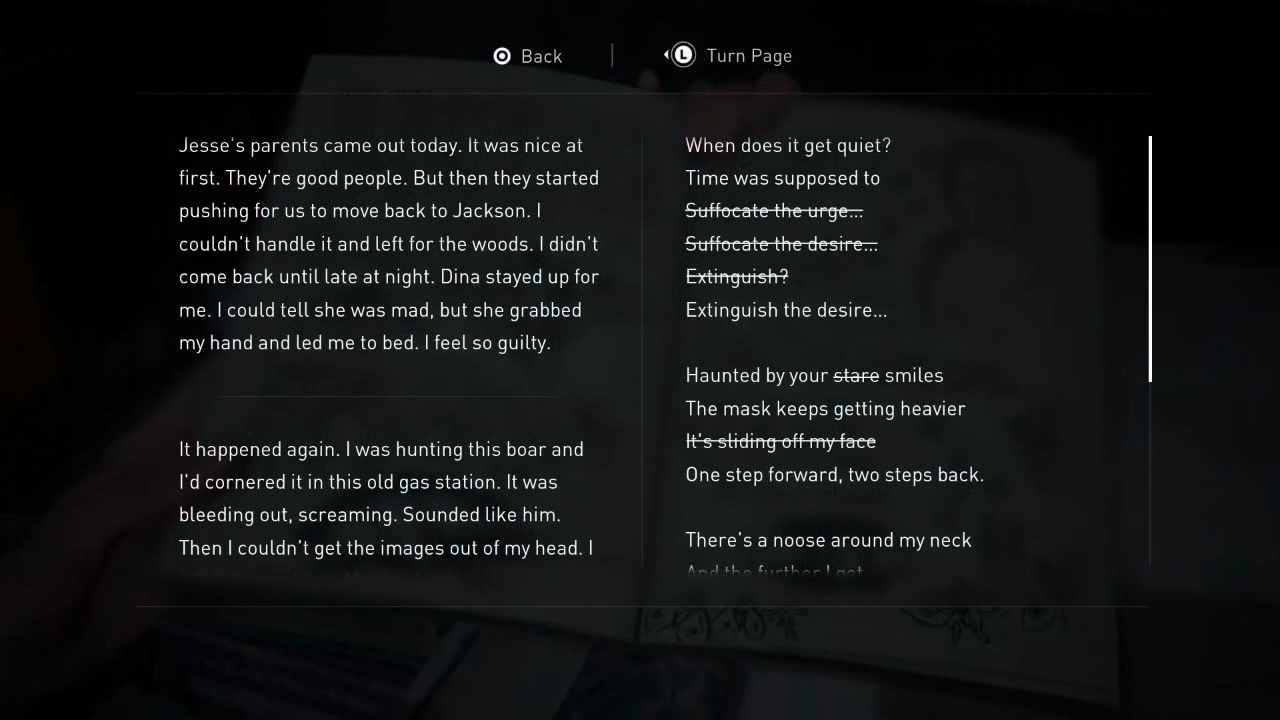 Back
L Turn Page
Jesse's parents came out today. It was nice at
first. They're good people. But then they started
pushing for us to move back to Jackson. I
couldn't handle it and left for the woods. I didn't
come back until late at night. Dina stayed up for
me. I could tell she was mad, but she grabbed
my hand and led me to bed. I feel so guilty.
It happened again. I was hunting this boar and
I'd cornered it in this old gas station. It was
bleeding out, screaming. Sounded like him.
Then I couldn't get the images out of my head. I
When does it get quiet?
Time was supposed to
Suffocate the urge...
Suffocate the desire...
Extinguish?
Extinguish the desire...
Haunted by your stare smiles
The mask keeps getting heavier
It's sliding off my face
One step forward, two steps back.
There's a noose around my neck
And the further I get